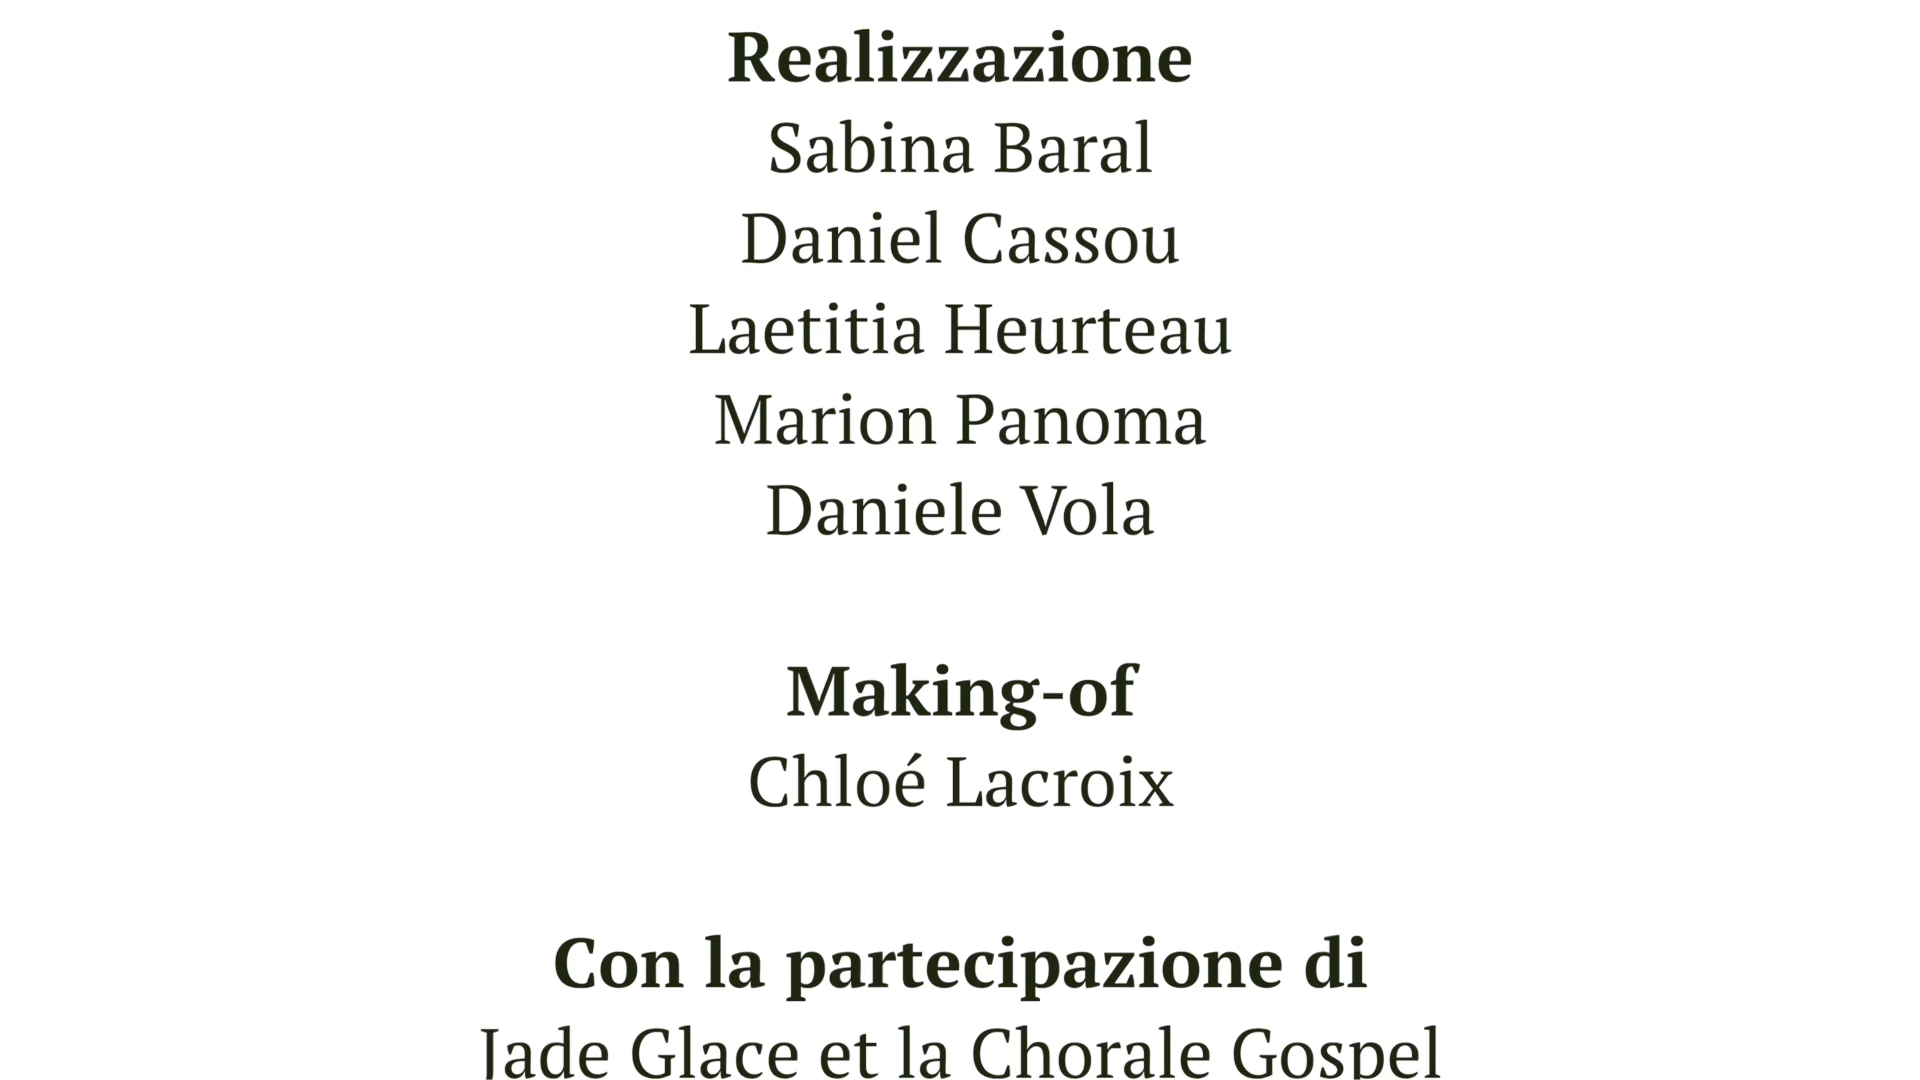 Realizzazione
Sabina Baral
Daniel Cassou
Laetitia Heurteau
Marion Panoma
Daniele Vola
Making-of
Chloé Lacroix
Con la partecipazione di
Jade Glace et la Chorale Gospel